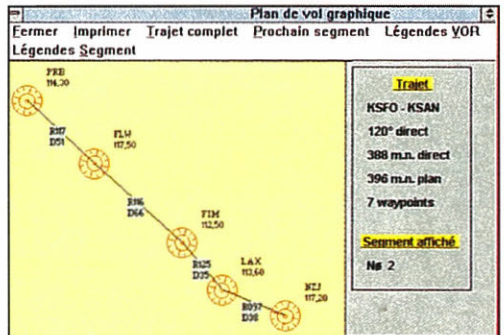 Plan de vol graphique
Fermer Imprimer Trajet complet Prochain segment Légendes VOR
Légendes Segment
PRB
114,30
R117
D51
FLW
117,50
R116
D66
FIM
112,50
R125
D35
LAX
113,60
R097
D38
NZJ
117,20
Trajet
KSFO - KSAN
120° direct
388 m.n. direct
396 m.n. plan
7 waypoints
Segment affiché
Nø 2